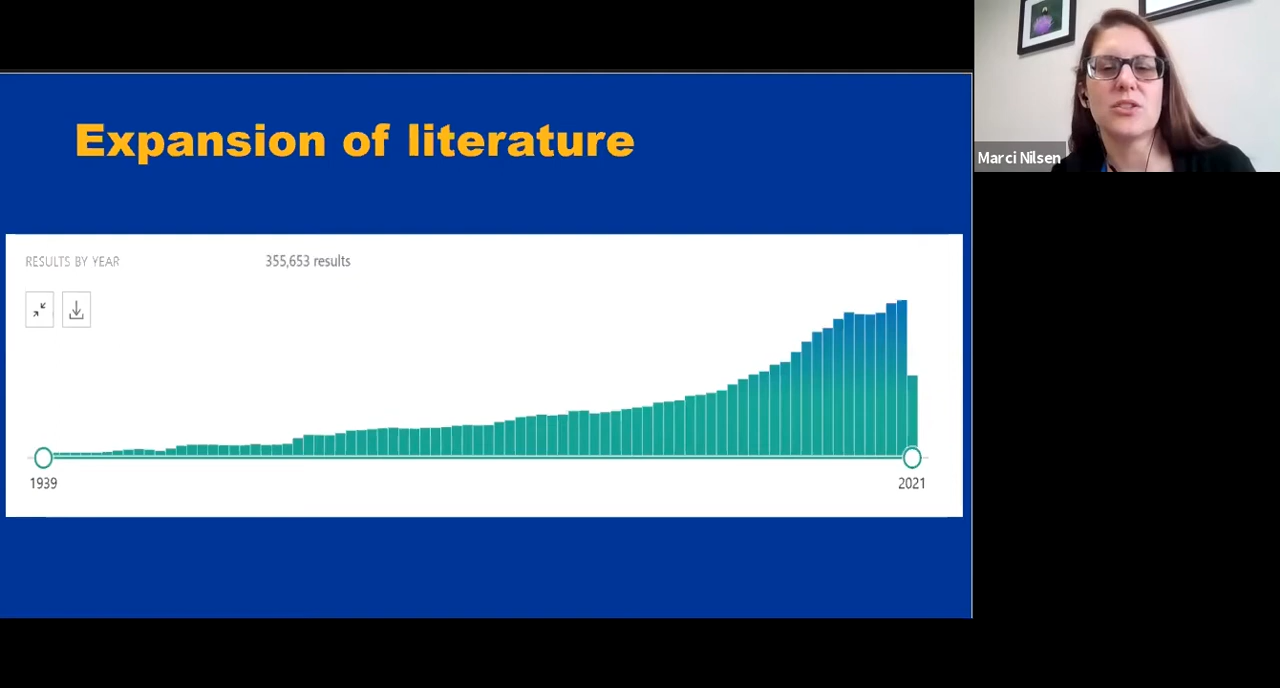 Expansion of literature
RESULTS BY YEAR
355,653 results
1939
2021
Marci Nilsen